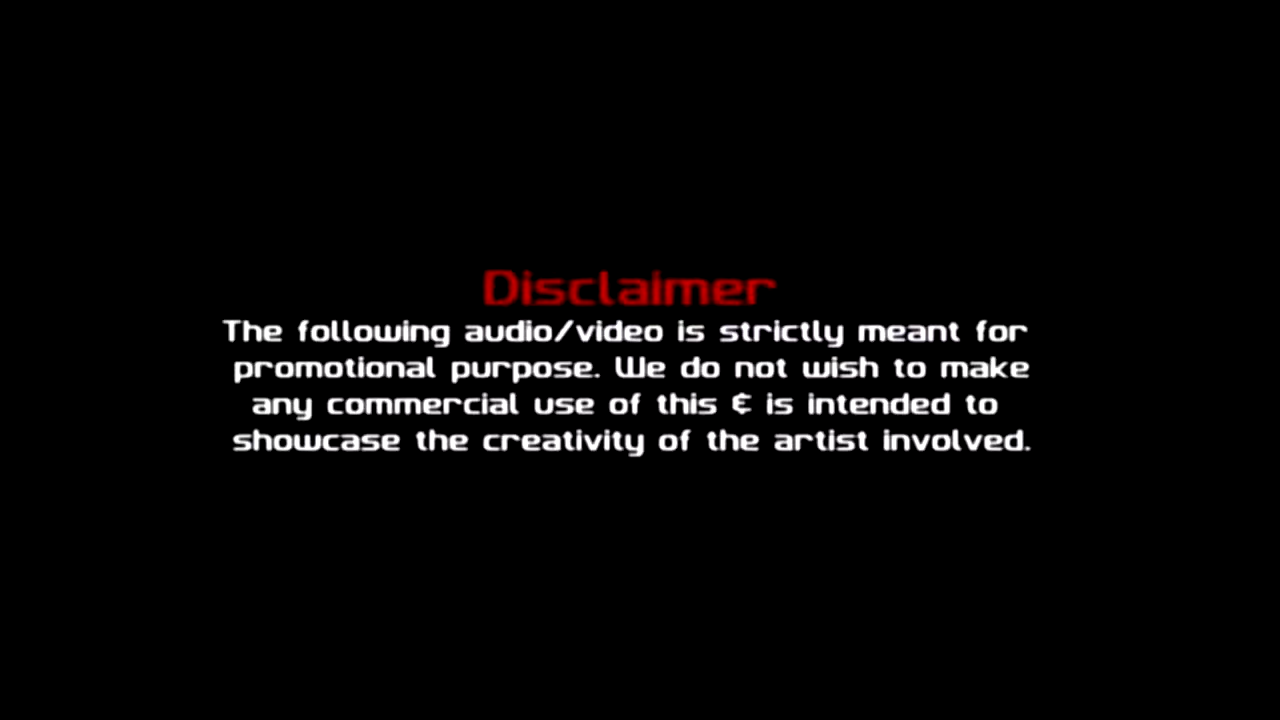 Disclaimer
The following audio/video is strictly meant for
promotional purpose. We do not wish to make
any commercial use of this & is intended to
showcase the creativity of the artist involved.